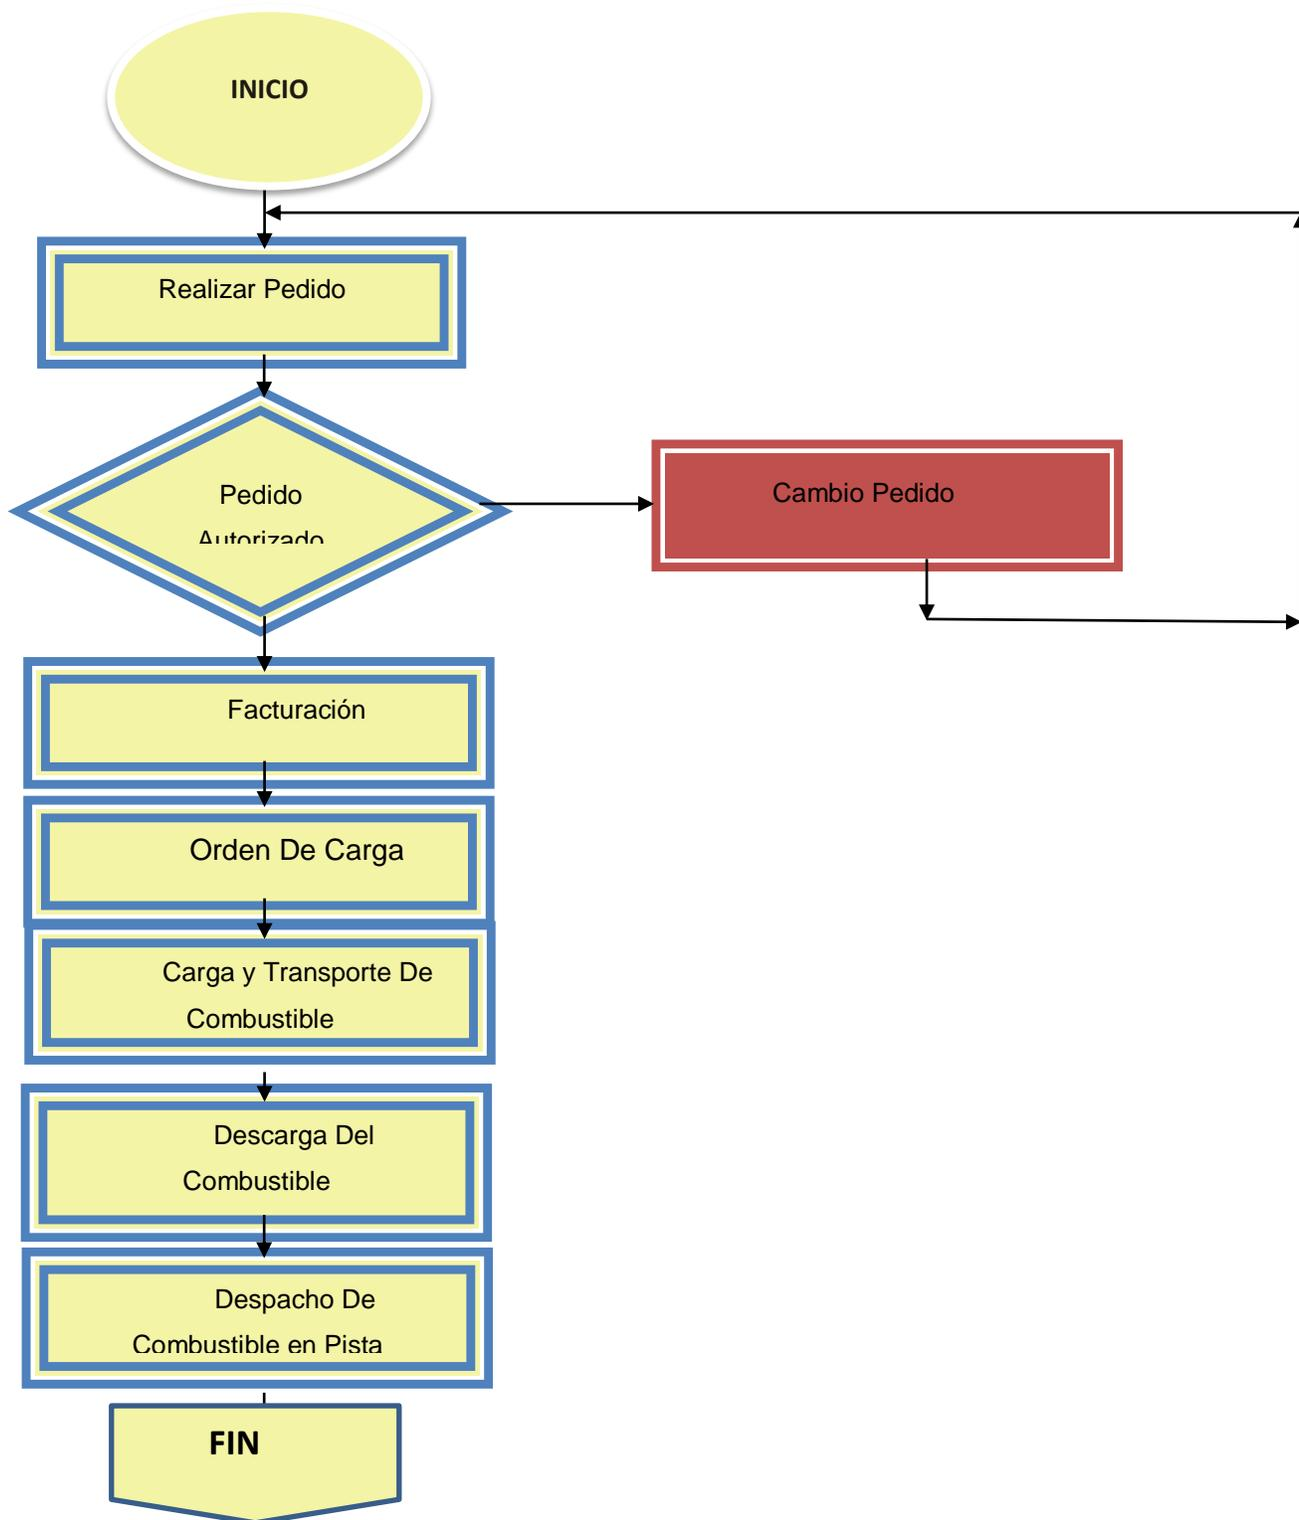 INICIO
Realizar Pedido
Pedido
Autorizado
Cambio Pedido
Facturación
Orden De Carga
Carga y Transporte De
Combustible
Descarga Del
Combustible
Despacho De
Combustible en Pista
FIN